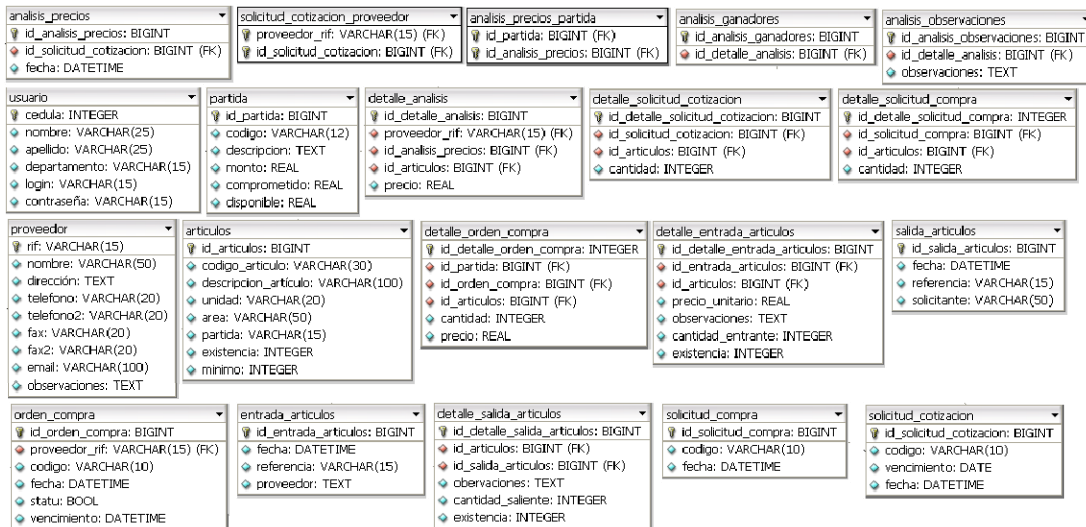 analisis_precios
id_analisis_precios: BIGINT
id_solicitud_cotizacion: BIGINT (FK)
fecha: DATETIME
solicitud_cotizacion_proveedor
proveedor_rif: VARCHAR(15) (FK)
id_solicitud_cotizacion: BIGINT (FK)
analisis_precios_partida
id_partida: BIGINT (FK)
id_analisis_precios: BIGINT (FK)
analisis_ganadores
id_analisis_ganadores: BIGINT
id_detalle_analisis: BIGINT (FK)
analisis_observaciones
id_analisis_observaciones: BIGINT
id_detalle_analisis: BIGINT (FK)
observaciones: TEXT
usuario
cedula: INTEGER
nombre: VARCHAR(25)
apellido: VARCHAR(25)
departamento: VARCHAR(15)
login: VARCHAR(15)
contraseña: VARCHAR(15)
partida
id_partida: BIGINT
codigo: VARCHAR(12)
descripcion: TEXT
monto: REAL
comprometido: REAL
disponible: REAL
detalle_analisis
id_detalle_analisis: BIGINT
proveedor_rif: VARCHAR(15) (FK)
id_analisis_precios: BIGINT (FK)
id_articulos: BIGINT (FK)
precio: REAL
detalle_solicitud_cotizacion
id_detalle_solicitud_cotizacion: BIGINT
id_solicitud_cotizacion: BIGINT (FK)
id_articulos: BIGINT (FK)
cantidad: INTEGER
detalle_solicitud_compra
id_detalle_solicitud_compra: INTEGER
id_solicitud_compra: BIGINT (FK)
id_articulos: BIGINT (FK)
cantidad: INTEGER
proveedor
rif: VARCHAR(15)
nombre: VARCHAR(50)
dirección: TEXT
telefono: VARCHAR(20)
telefono2: VARCHAR(20)
fax: VARCHAR(20)
fax2: VARCHAR(20)
email: VARCHAR(100)
observaciones: TEXT
articulos
id_articulos: BIGINT
codigo_articulo: VARCHAR(30)
descripcion_artículo: VARCHAR(100)
unidad: VARCHAR(20)
area: VARCHAR(50)
partida: VARCHAR(15)
existencia: INTEGER
minimo: INTEGER
detalle_orden_compra
id_detalle_orden_compra: INTEGER
id_partida: BIGINT (FK)
id_orden_compra: BIGINT (FK)
id_articulos: BIGINT (FK)
cantidad: INTEGER
precio: REAL
detalle_entrada_articulos
id_detalle_entrada_articulos: BIGINT
id_entrada_articulos: BIGINT (FK)
id_articulos: BIGINT (FK)
precio_unitario: REAL
observaciones: TEXT
cantidad_entrante: INTEGER
existencia: INTEGER
salida_articulos
id_salida_articulos: BIGINT
fecha: DATETIME
referencia: VARCHAR(15)
solicitante: VARCHAR(50)
orden_compra
id_orden_compra: BIGINT
proveedor_rif: VARCHAR(15) (FK)
codigo: VARCHAR(10)
fecha: DATETIME
statu: BOOL
vencimiento: DATETIME
entrada_articulos
id_entrada_articulos: BIGINT
fecha: DATETIME
referencia: VARCHAR(15)
proveedor: TEXT
detalle_salida_articulos
id_detalle_salida_articulos: BIGINT
id_articulos: BIGINT (FK)
id_salida_articulos: BIGINT (FK)
obervaciones: TEXT
cantidad_saliente: INTEGER
existencia: INTEGER
solicitud_compra
id_solicitud_compra: BIGINT
codigo: VARCHAR(10)
fecha: DATETIME
solicitud_cotizacion
id_solicitud_cotizacion: BIGINT
codigo: VARCHAR(10)
vencimiento: DATE
fecha: DATETIME